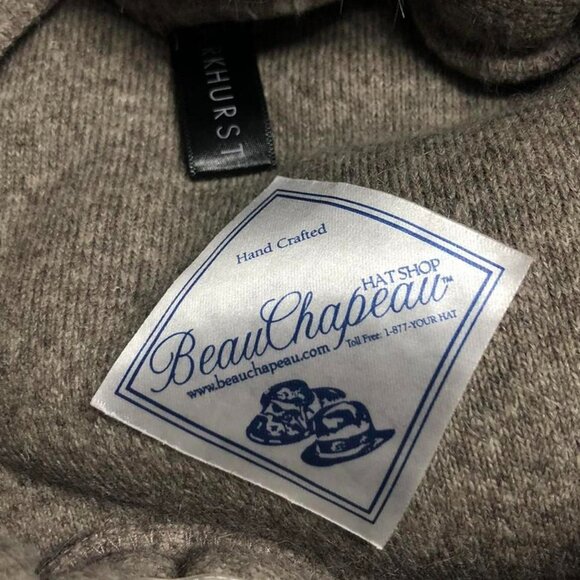 RKHURST
Hand Crafted
HAT SHOP
BeauChapeau™
Toll Free: 1-877-YOUR HAT
www.beauchapeau.com